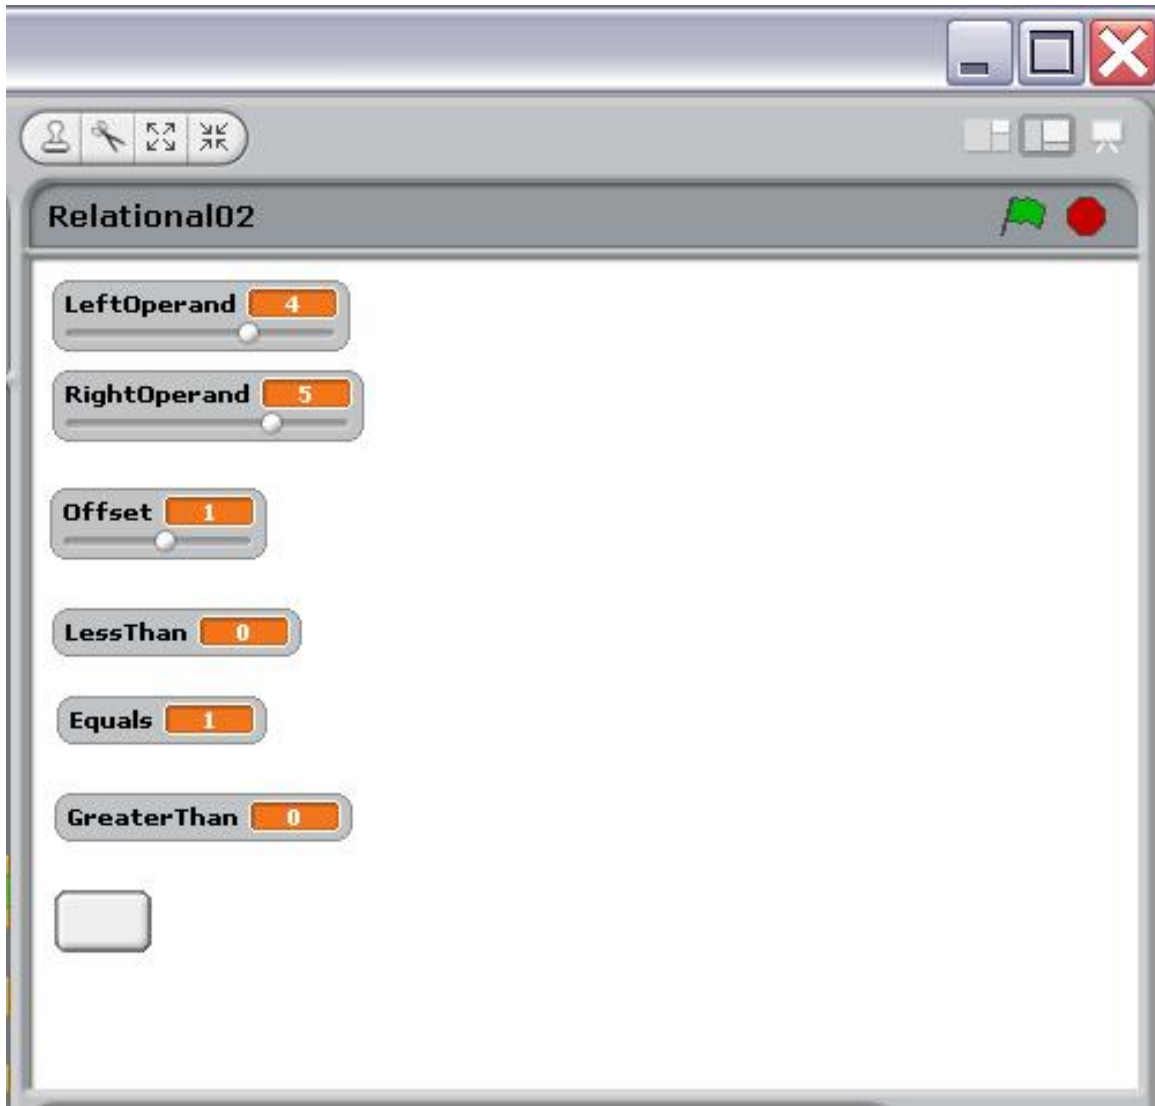 Relational02
LeftOperand 4
RightOperand 5
Offset 1
LessThan 0
Equals 1
GreaterThan 0